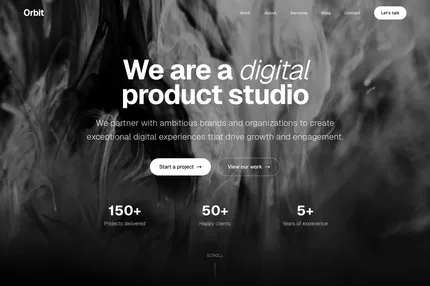 Orbit
Work About Services Blog Contact Let's talk
We are a digital
product studio
We partner with ambitious brands and organizations to create
exceptional digital experiences that drive growth and engagement.
Start a project → View our work →
150+ 50+ 5+
Projects delivered Happy clients Years of experience
SCROLL